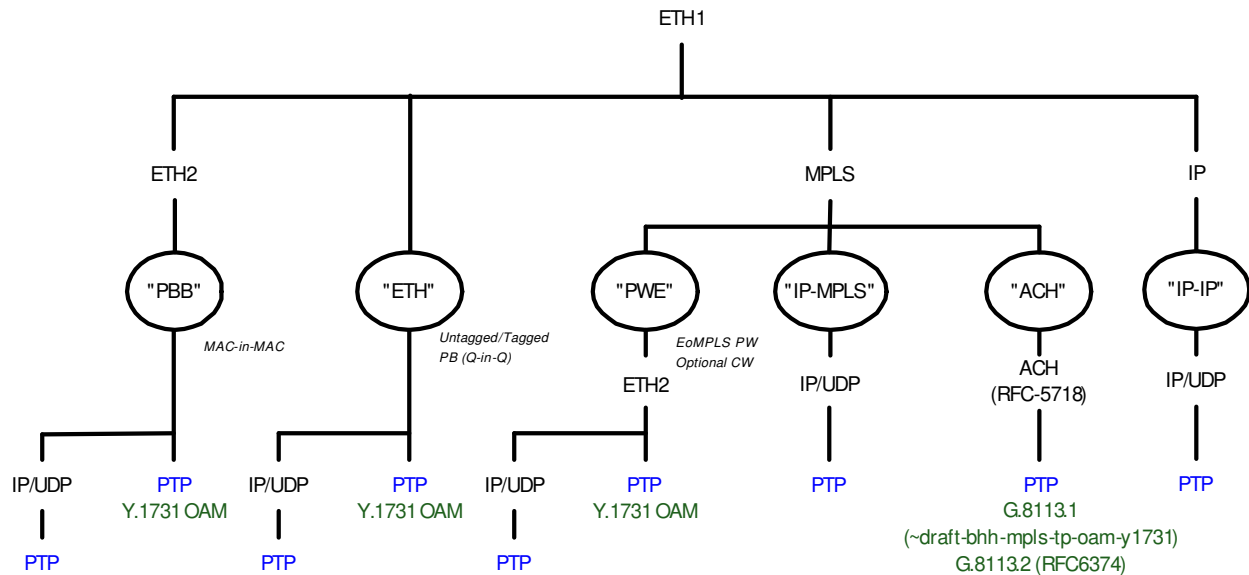 ETH1
ETH2
MPLS
IP
"PBB"
"ETH"
"PWE"
"IP-MPLS"
"ACH"
"IP-IP"
MAC-in-MAC
Untagged/Tagged
PB (Q-in-Q)
EoMPLS PW
Optional CW
ETH2
IP/UDP
ACH
(RFC-5718)
IP/UDP
IP/UDP
PTP
Y.1731 OAM
IP/UDP
PTP
Y.1731 OAM
IP/UDP
PTP
Y.1731 OAM
PTP
PTP
G.8113.1
(~draft-bhh-mpls-tp-oam-y1731)
G.8113.2 (RFC6374)
PTP
PTP
PTP
PTP